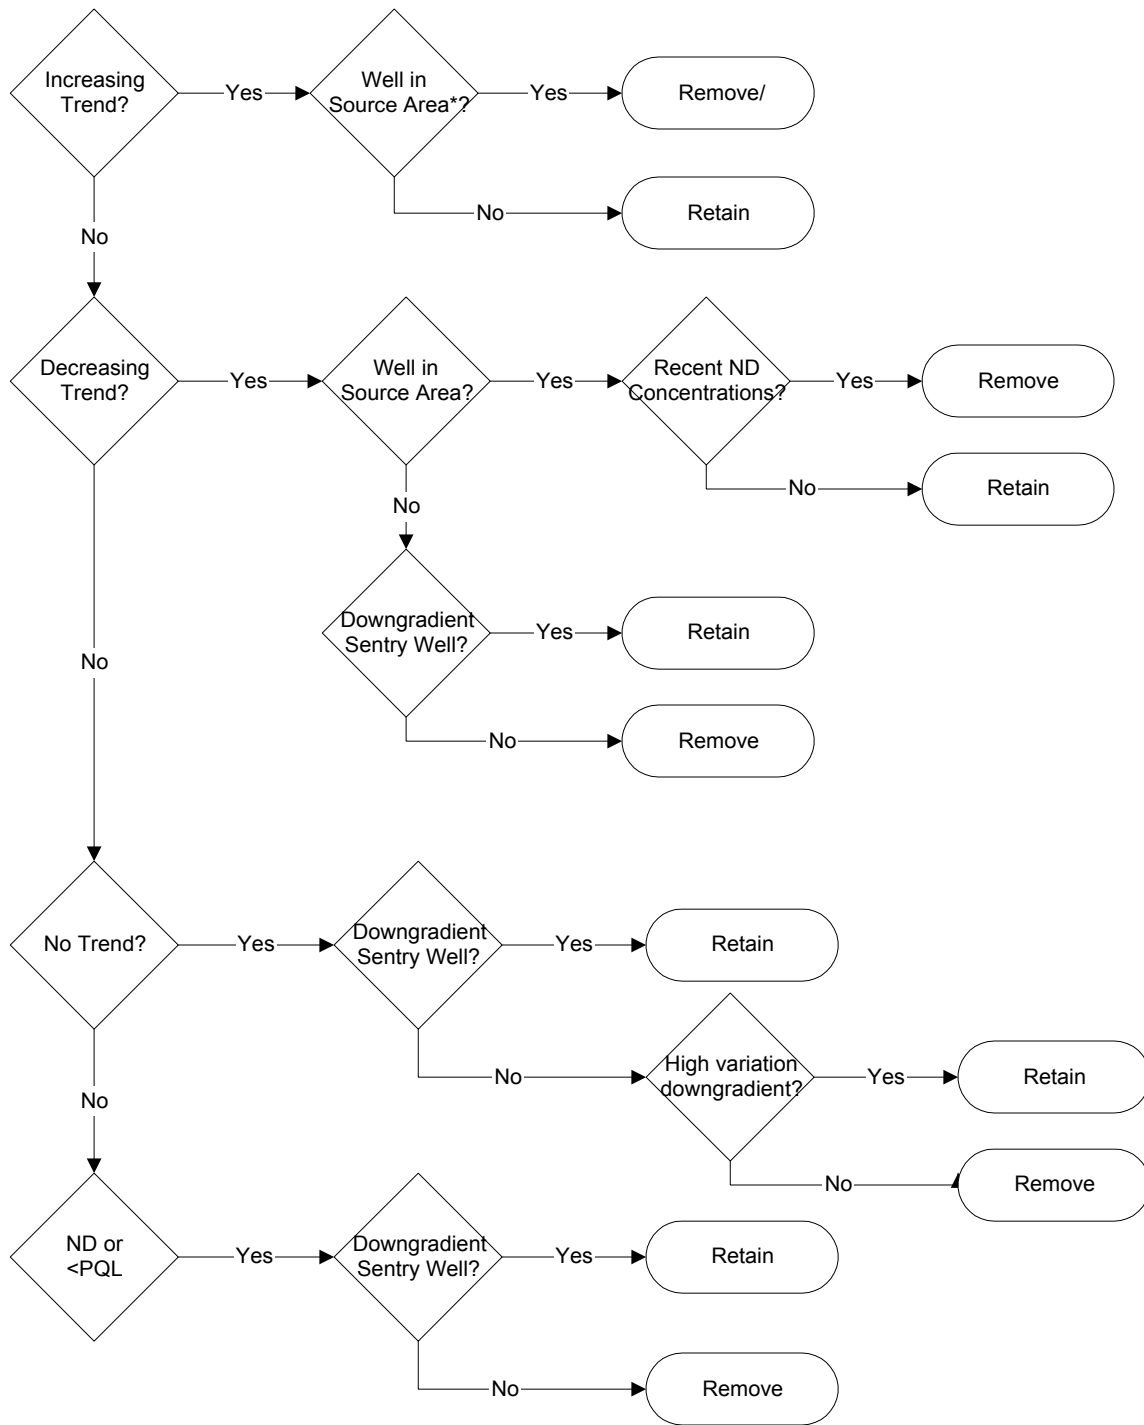 Increasing
Trend?
Yes
Well in
Source Area*?
Yes
Remove/
No
Retain
No
Decreasing
Trend?
Yes
Well in
Source Area?
Yes
Recent ND
Concentrations?
Yes
Remove
No
Retain
No
Downgradient
Sentry Well?
Yes
Retain
No
Remove
No
No Trend?
Yes
Downgradient
Sentry Well?
Yes
Retain
No
High variation
downgradient?
Yes
Retain
No
Remove
No
ND or
<PQL
Yes
Downgradient
Sentry Well?
Yes
Retain
No
Remove